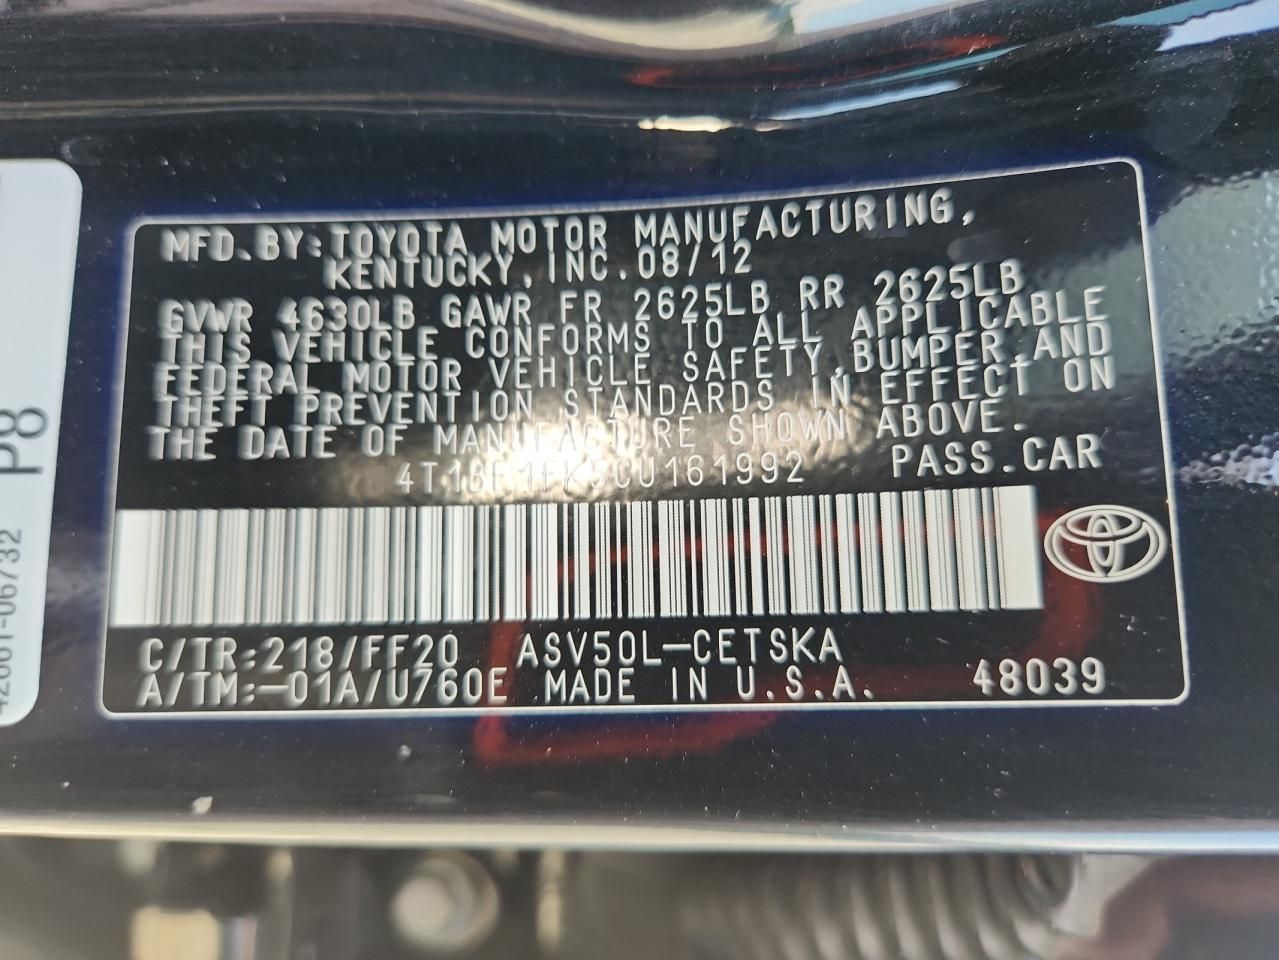 MFD.BY:TOYOTA MOTOR MANUFACTURING,
KENTUCKY,INC.08/12
GVWR 4630LB GAWR FR 2625LB RR 2625LB
THIS VEHICLE CONFORMS TO ALL APPLICABLE
FEDERAL MOTOR VEHICLE SAFETY,BUMPER,AND
THEFT PREVENTION STANDARDS IN EFFECT ON
THE DATE OF MANUFACTURE SHOWN ABOVE.
4T1BF1FK5CU161992 PASS.CAR
C/TR:218/FF20 ASV50L-CETSKA
A/TM:-01A/U760E MADE IN U.S.A. 48039
P8